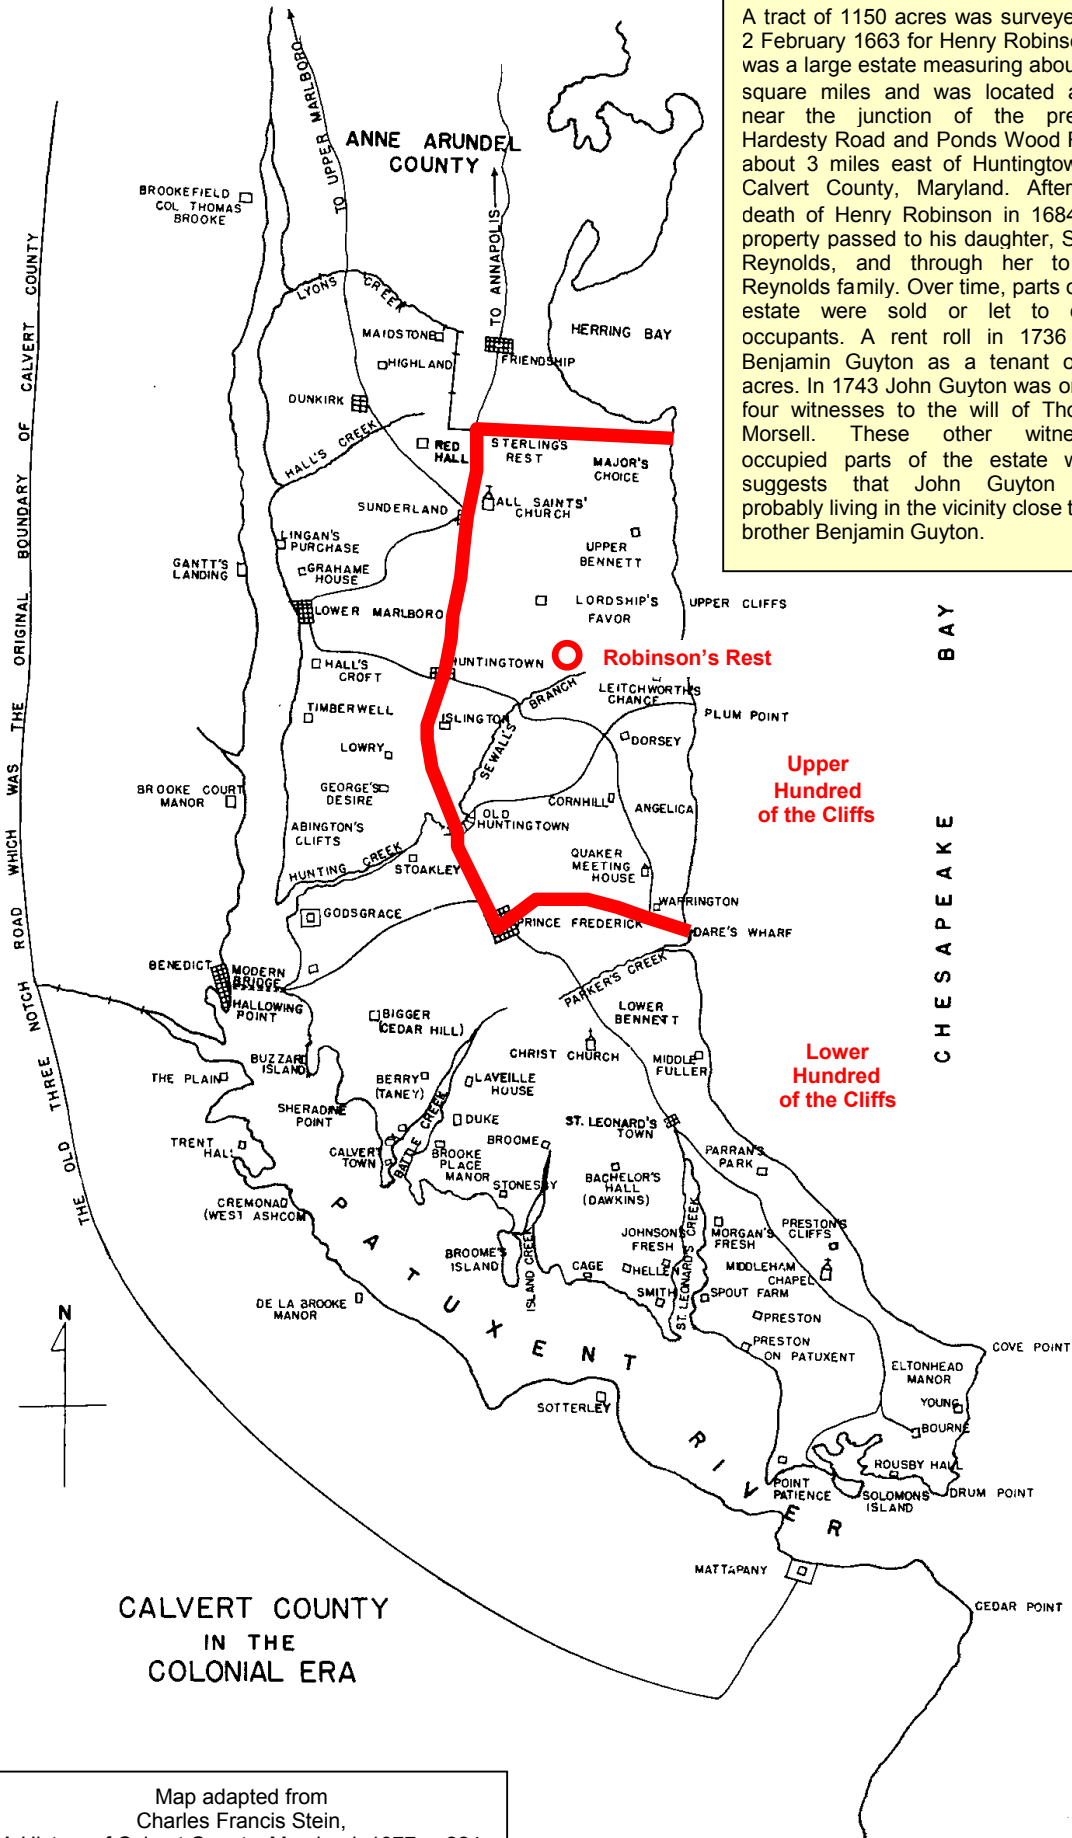 A tract of 1150 acres was surveye
2 February 1663 for Henry Robinso
was a large estate measuring abou
square miles and was located a
near the junction of the pre
Hardesty Road and Ponds Wood F
about 3 miles east of Huntingtow
Calvert County, Maryland. After
death of Henry Robinson in 1684
property passed to his daughter, S
Reynolds, and through her to
Reynolds family. Over time, parts o
estate were sold or let to
occupants. A rent roll in 1736
Benjamin Guyton as a tenant o
acres. In 1743 John Guyton was o
four witnesses to the will of Tho
Morsell. These other witne
occupied parts of the estate w
suggests that John Guyton
probably living in the vicinity close t
brother Benjamin Guyton.
TO UPPER MARLBORO
ANNE ARUNDEL
COUNTY
TO ANNAPOLIS
BROOKEFIELD
COL THOMAS
BROOKE
LYONS CREEK
HERRING BAY
MAIDSTONE
HIGHLAND
FRIENDSHIP
DUNKIRK
HALL'S CREEK
RED
HALL
STERLING'S
REST
MAJOR'S
CHOICE
SUNDERLAND
ALL SAINTS'
CHURCH
LINGAN'S
PURCHASE
UPPER
BENNETT
GANTT'S
LANDING
GRAHAME
HOUSE
LOWER MARLBORO
LORDSHIP'S
FAVOR
UPPER CLIFFS
HALL'S
CROFT
HUNTINGTOWN
Robinson's Rest
LEITCHWORTH'S
CHANCE
SEWALL'S BRANCH
TIMBERWELL
ISLINGTON
PLUM POINT
LOWRY
DORSEY
Upper
Hundred
of the Cliffs
BROOKE COURT
MANOR
GEORGE'S
DESIRE
CORNHILL
ANGELICA
ABINGTON'S
CLIFTS
OLD
HUNTINGTOWN
HUNTING CREEK
STOAKLEY
QUAKER
MEETING
HOUSE
WARRINGTON
GODSGRACE
PRINCE FREDERICK
DARE'S WHARF
PARKER'S CREEK
BENEDICT
MODERN
BRIDGE
HALLOWING
POINT
BIGGER
(CEDAR HILL)
LOWER
BENNETT
CHRIST CHURCH
MIDDLE
FULLER
Lower
Hundred
of the Cliffs
BUZZARD
ISLAND
THE PLAIN
BERRY
(TANEY)
LAVEILLE
HOUSE
SHERADINE
POINT
DUKE
ST. LEONARD'S
TOWN
TRENT
HALL
CALVERT
TOWN
BATTLE CREEK
BROOKE
PLACE
MANOR
BROOME
PARRAN'S
PARK
STONESBY
BACHELOR'S
HALL
(DAWKINS)
CREMONA
(WEST ASHCOM)
JOHNSON'S
FRESH
ST. LEONARD'S CREEK
MORGAN'S
FRESH
PRESTON'S
CLIFFS
BROOME'S
ISLAND
ISLAND CREEK
CAGE
HELLEN
MIDDLEHAM
CHAPEL
SMITH
SPOUT FARM
DE LA BROOKE
MANOR
PRESTON
PRESTON
ON PATUXENT
COVE POINT
ELTONHEAD
MANOR
YOUNG
SOTTERLEY
BOURNE
ROUSBY HALL
POINT
PATIENCE
SOLOMONS
ISLAND
DRUM POINT
PATUXENT RIVER
MATTAPANY
CEDAR POINT
CHESAPEAKE BAY
THE OLD THREE NOTCH ROAD WHICH WAS THE ORIGINAL BOUNDARY OF CALVERT COUNTY
N
CALVERT COUNTY
IN THE
COLONIAL ERA
Map adapted from
Charles Francis Stein,